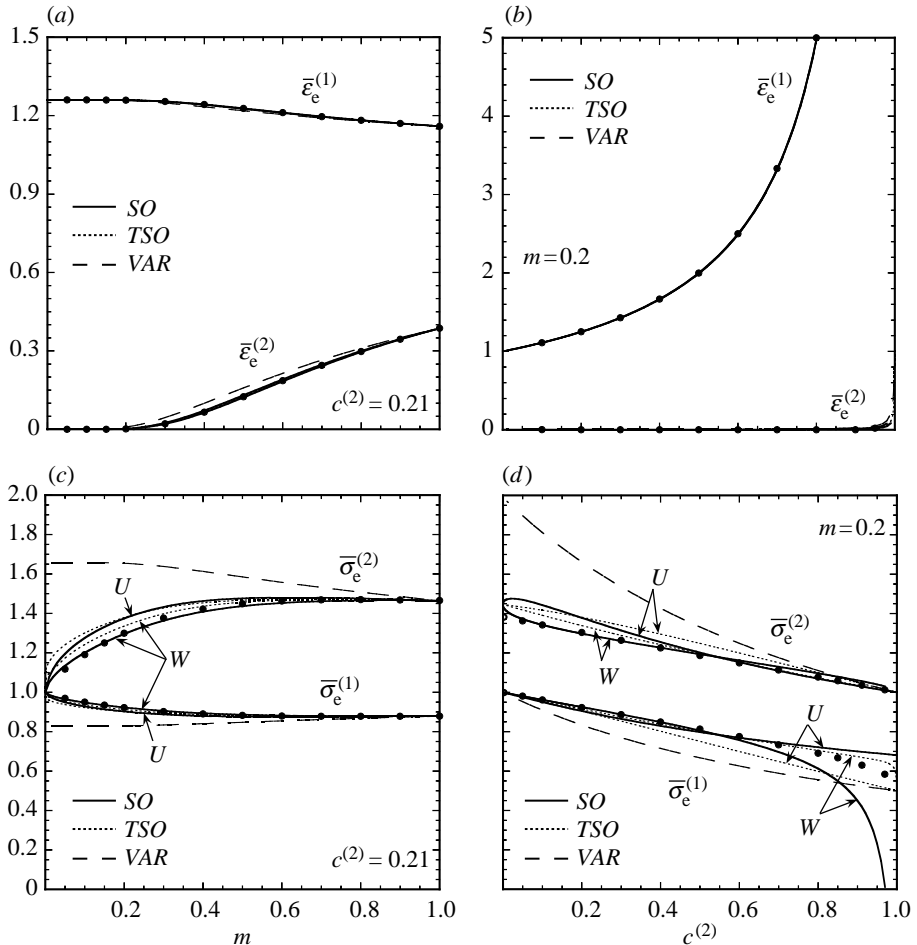 (a)
1.5
1.2
0.9
0.6
0.3
0
ε̅ₑ⁽¹⁾
SO
TSO
VAR
ε̅ₑ⁽²⁾
c⁽²⁾ = 0.21
(b)
5
4
3
2
1
0
ε̅ₑ⁽¹⁾
SO
TSO
VAR
m = 0.2
ε̅ₑ⁽²⁾
(c)
2.0
1.8
1.6
1.4
1.2
1.0
0.8
0.6
0.4
0.2
0
σ̅ₑ⁽²⁾
U
W
σ̅ₑ⁽¹⁾
U
SO
TSO
VAR
c⁽²⁾ = 0.21
0.2 0.4 0.6 0.8 1.0
m
(d)
m = 0.2
U
σ̅ₑ⁽²⁾
W
U
σ̅ₑ⁽¹⁾
W
SO
TSO
VAR
0.2 0.4 0.6 0.8 1.0
c⁽²⁾